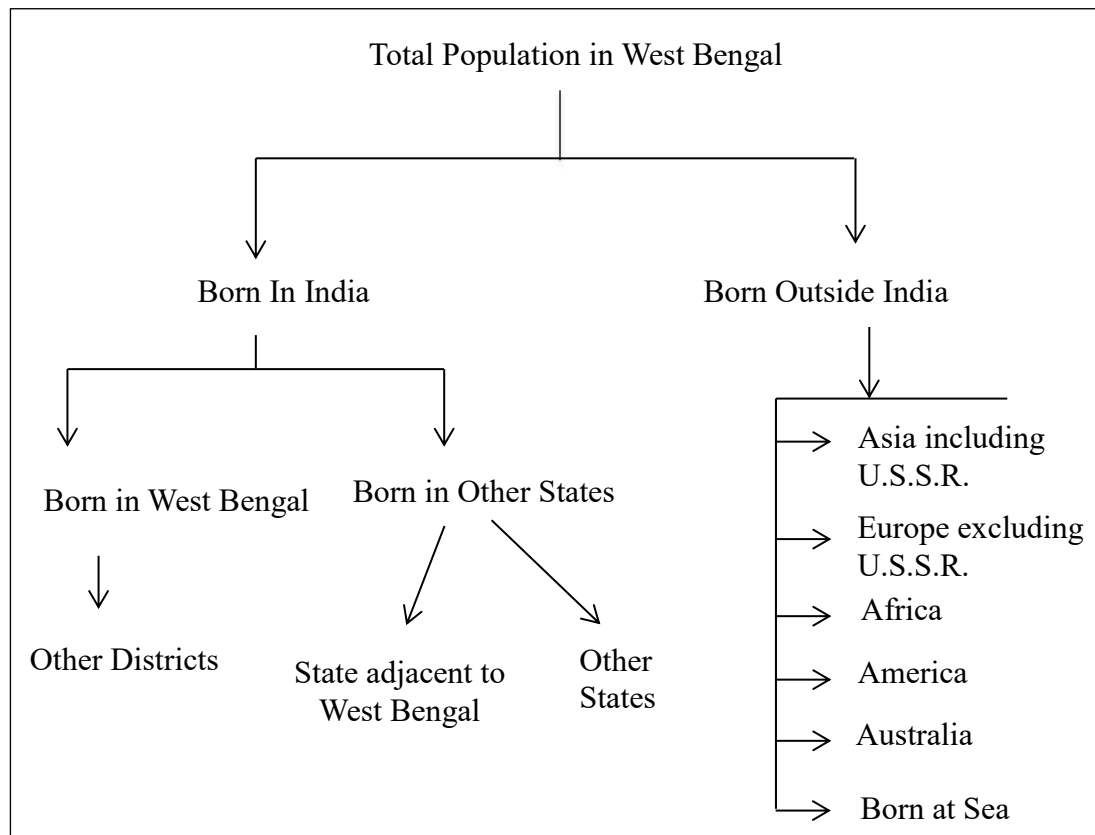 Total Population in West Bengal
Born In India
Born Outside India
Born in West Bengal
Born in Other States
Other Districts
State adjacent to
West Bengal
Other
States
Asia including
U.S.S.R.
Europe excluding
U.S.S.R.
Africa
America
Australia
Born at Sea